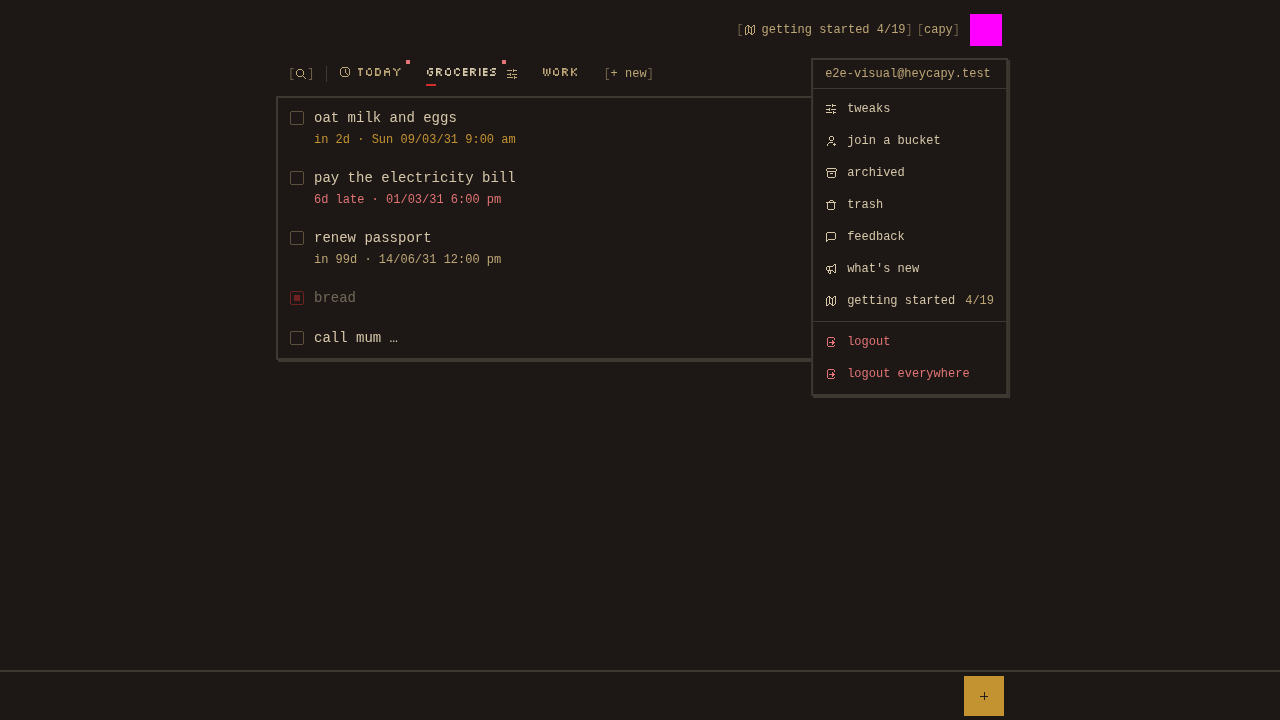 [getting started 4/19] [capy]
TODAY GROCERIES WORK [+ new]
oat milk and eggs
in 2d · Sun 09/03/31 9:00 am
pay the electricity bill
6d late · 01/03/31 6:00 pm
renew passport
in 99d · 14/06/31 12:00 pm
bread
call mum …
e2e-visual@heycapy.test
tweaks
join a bucket
archived
trash
feedback
what's new
getting started 4/19
logout
logout everywhere
+